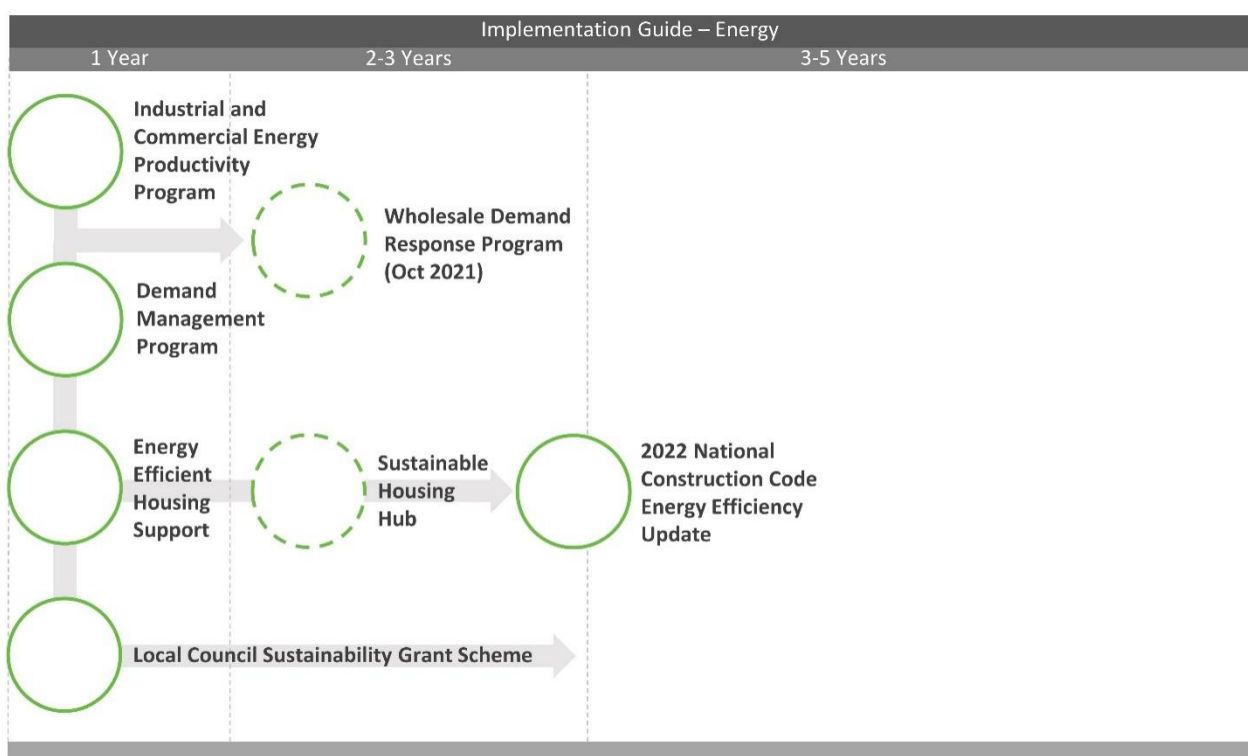 Implementation Guide – Energy
1 Year
2-3 Years
3-5 Years
Industrial and
Commercial Energy
Productivity
Program
Wholesale Demand
Response Program
(Oct 2021)
Demand
Management
Program
Energy
Efficient
Housing
Support
Sustainable
Housing
Hub
2022 National
Construction Code
Energy Efficiency
Update
Local Council Sustainability Grant Scheme